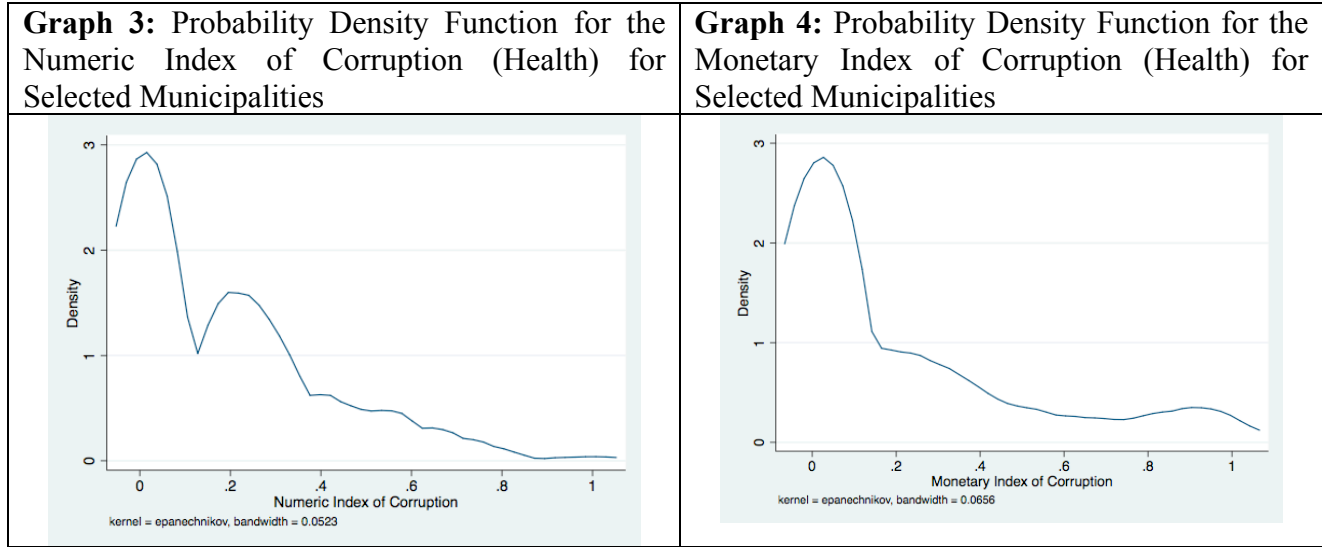 Graph 3: Probability Density Function for the
Numeric Index of Corruption (Health) for
Selected Municipalities
Graph 4: Probability Density Function for the
Monetary Index of Corruption (Health) for
Selected Municipalities
3
2
1
0
Density
0 .2 .4 .6 .8 1
Numeric Index of Corruption
kernel = epanechnikov, bandwidth = 0.0523
3
2
1
0
Density
0 .2 .4 .6 .8 1
Monetary Index of Corruption
kernel = epanechnikov, bandwidth = 0.0656